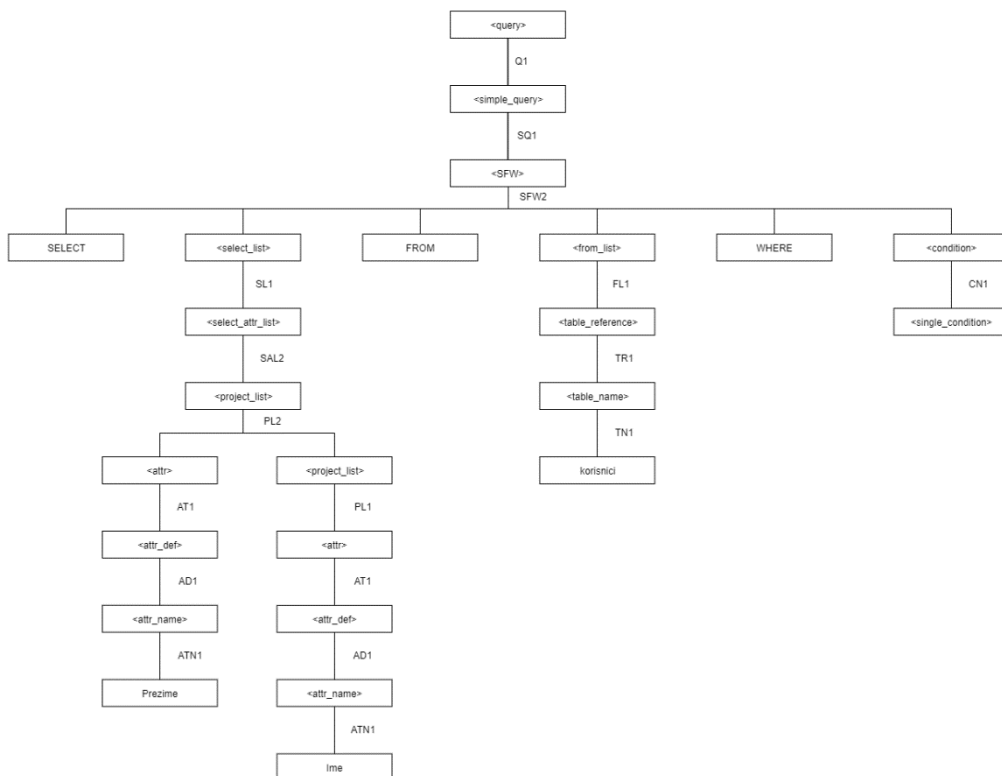 <query>
Q1
<simple_query>
SQ1
<SFW>
SFW2
SELECT
<select_list>
FROM
<from_list>
WHERE
<condition>
SL1
FL1
CN1
<select_attr_list>
<table_reference>
<single_condition>
SAL2
TR1
<project_list>
<table_name>
PL2
TN1
<attr>
<project_list>
korisnici
AT1
PL1
<attr_def>
<attr>
AD1
AT1
<attr_name>
<attr_def>
ATN1
AD1
Prezime
<attr_name>
ATN1
Ime